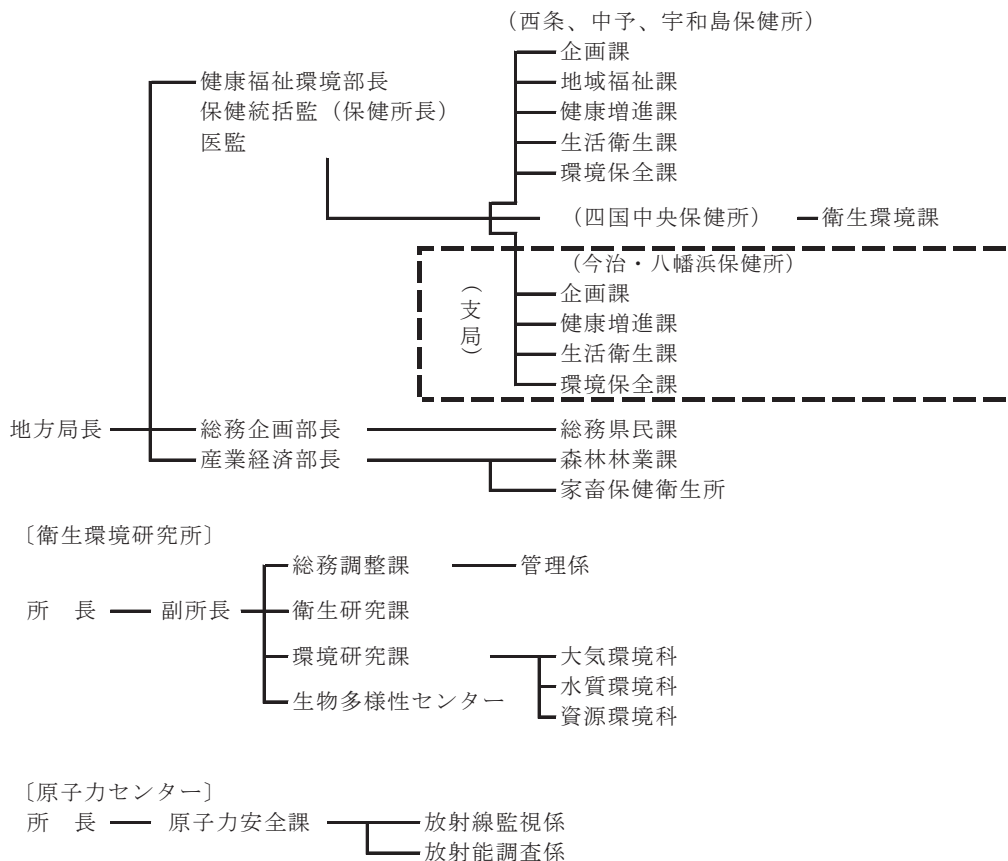 （西条、中予、宇和島保健所）
企画課
健康福祉環境部長
地域福祉課
保健統括監（保健所長）
健康増進課
医監
生活衛生課
環境保全課
（四国中央保健所）
衛生環境課
（今治・八幡浜保健所）
（支局）
企画課
健康増進課
生活衛生課
環境保全課
地方局長
総務企画部長
総務県民課
産業経済部長
森林林業課
家畜保健衛生所
〔衛生環境研究所〕
総務調整課
管理係
所　長
副所長
衛生研究課
環境研究課
大気環境科
水質環境科
生物多様性センター
資源環境科
〔原子力センター〕
所　長
原子力安全課
放射線監視係
放射能調査係